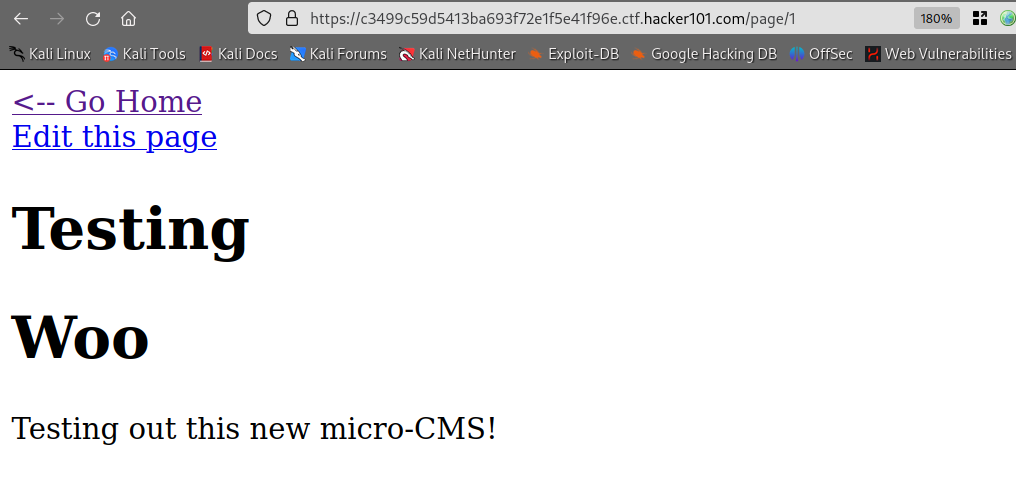 https://c3499c59d5413ba693f72e1f5e41f96e.ctf.hacker101.com/page/1 180%
Kali Linux Kali Tools Kali Docs Kali Forums Kali NetHunter Exploit-DB Google Hacking DB OffSec Web Vulnerabilities
<-- Go Home
Edit this page
Testing
Woo
Testing out this new micro-CMS!